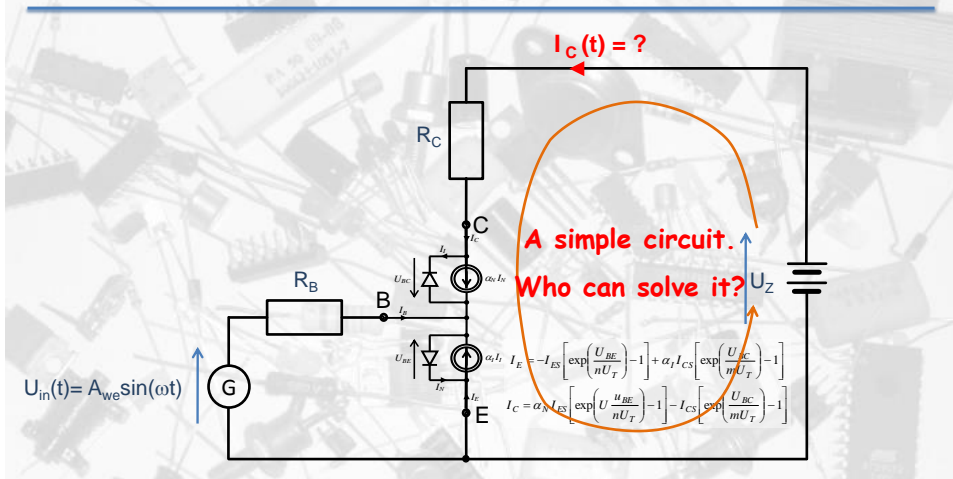 I C (t) = ?
R_C
C
I_C
I_I
U_BC
α_N I_N
A simple circuit.
Who can solve it?
U_Z
R_B
B
I_B
U_BE
α_I I_I
I_N
I_E
E
U_in(t)= A_we sin(ωt)
G
I_E = -I_ES [exp(U_BE / nU_T) -1] + α_I I_CS [exp(U_BC / mU_T) -1]
I_C = α_N I_ES [exp(U u_BE / nU_T) -1] - I_CS [exp(U_BC / mU_T) -1]